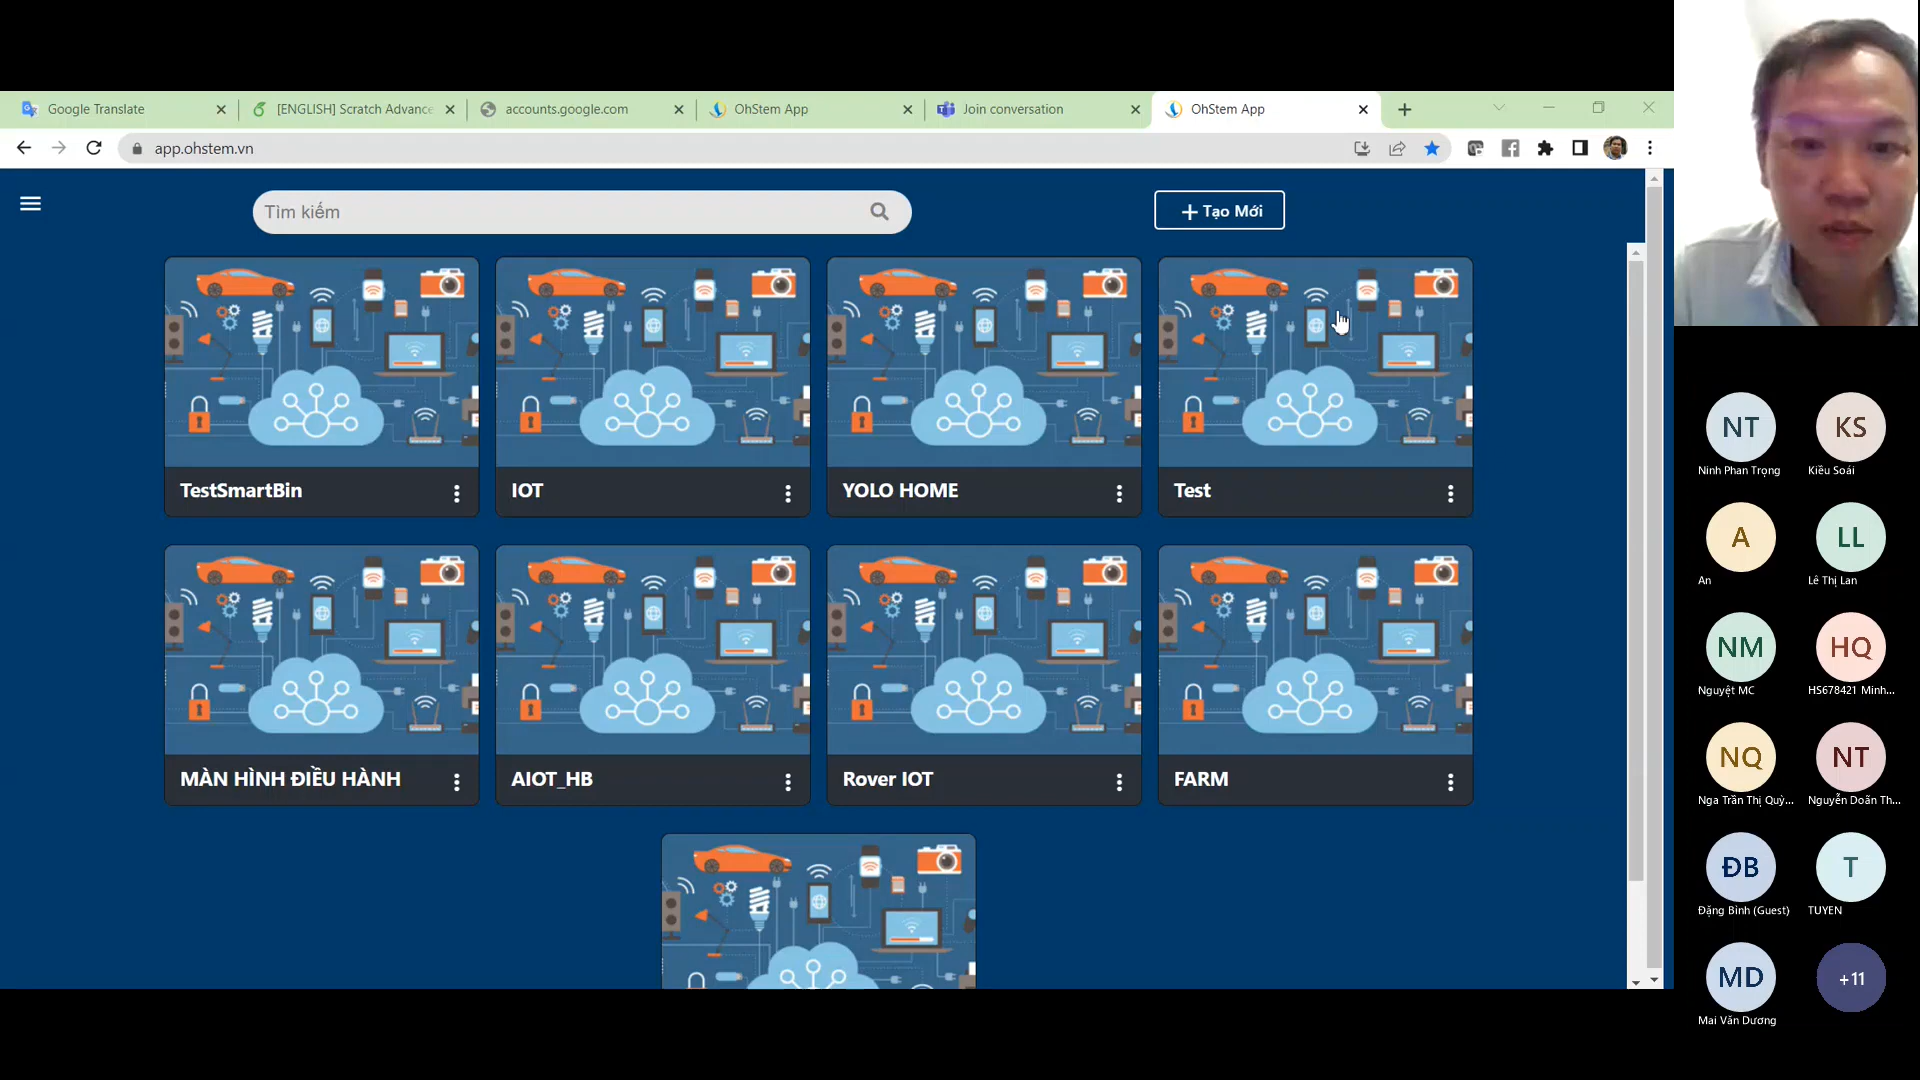 Google Translate
[ENGLISH] Scratch Advance
accounts.google.com
OhStem App
Join conversation
OhStem App
app.ohstem.vn
Tìm kiếm
Tạo Mới
TestSmartBin
IOT
YOLO HOME
Test
MÀN HÌNH ĐIỀU HÀNH
AIOT_HB
Rover IOT
FARM
NT
KS
Ninh Phan Trọng
Kiều Soái
A
LL
An
Lê Thị Lan
NM
HQ
Nguyệt MC
HS678421 Minh...
NQ
NT
Nga Trần Thị Quỳ...
Nguyễn Doãn Th...
ĐB
T
Đặng Bình (Guest)
TUYEN
MD
+11
Mai Văn Dương